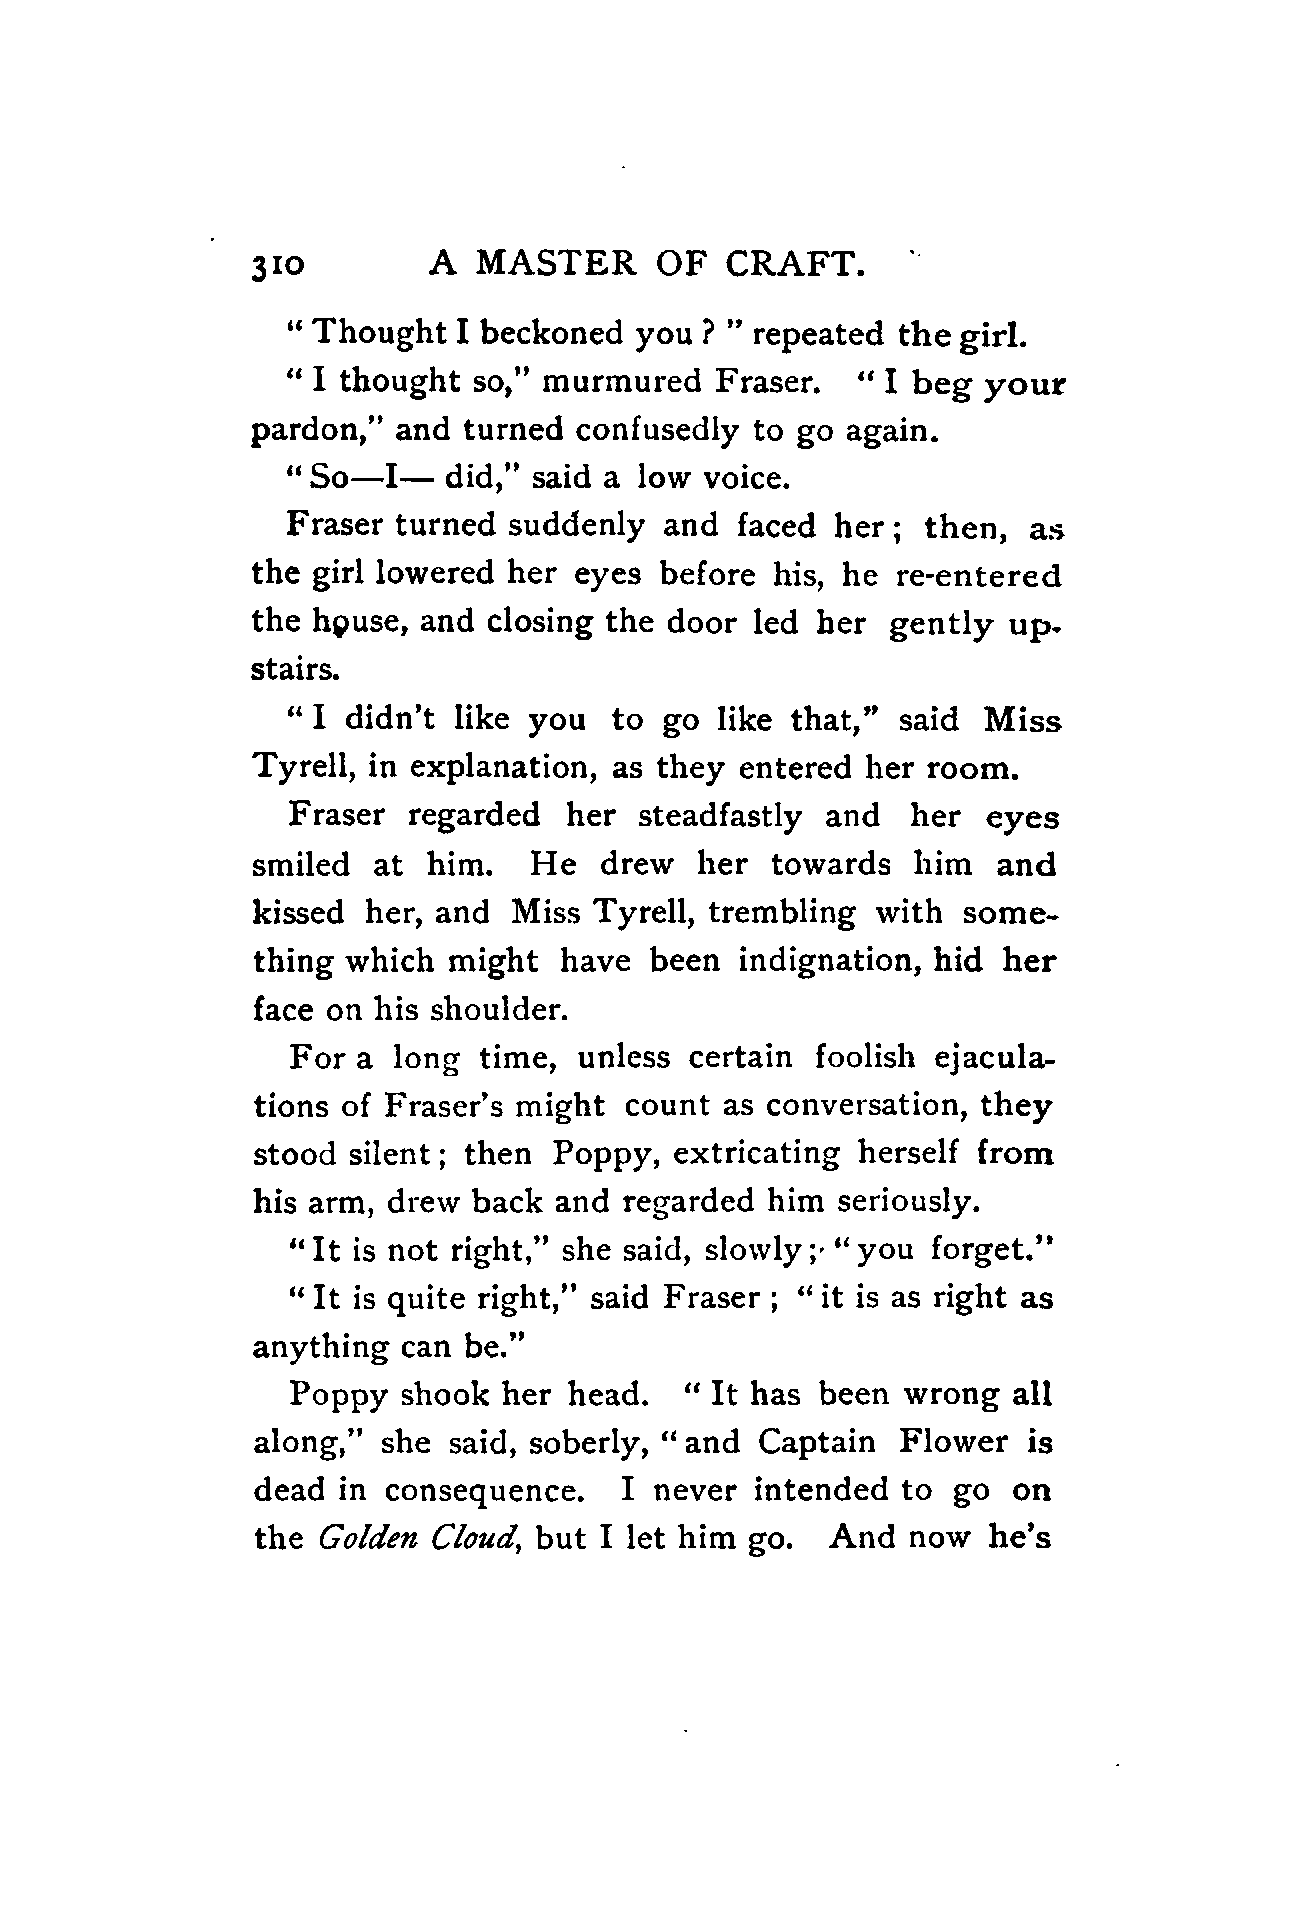 310 A MASTER OF CRAFT.
“ Thought I beckoned you ? ” repeated the girl.
“ I thought so,” murmured Fraser. “ I beg your
pardon,” and turned confusedly to go again.
“ So—I— did,” said a low voice.
Fraser turned suddenly and faced her ; then, as
the girl lowered her eyes before his, he re-entered
the house, and closing the door led her gently up-
stairs.
“ I didn’t like you to go like that,” said Miss
Tyrell, in explanation, as they entered her room.
Fraser regarded her steadfastly and her eyes
smiled at him. He drew her towards him and
kissed her, and Miss Tyrell, trembling with some-
thing which might have been indignation, hid her
face on his shoulder.
For a long time, unless certain foolish ejacula-
tions of Fraser’s might count as conversation, they
stood silent ; then Poppy, extricating herself from
his arm, drew back and regarded him seriously.
“ It is not right,” she said, slowly ; “ you forget.”
“ It is quite right,” said Fraser ; “ it is as right as
anything can be.”
Poppy shook her head. “ It has been wrong all
along,” she said, soberly, “ and Captain Flower is
dead in consequence. I never intended to go on
the Golden Cloud, but I let him go. And now he’s